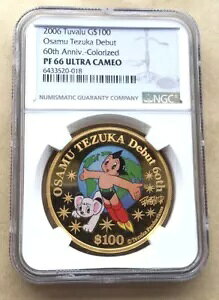 2006 Tuvalu G$100
Osamu Tezuka Debut
60th Anniv.-Colorized
PF 66 ULTRA CAMEO
6433520-018
NUMISMATIC GUARANTY COMPANY
NGC
OSAMU TEZUKA Debut 60th
$100